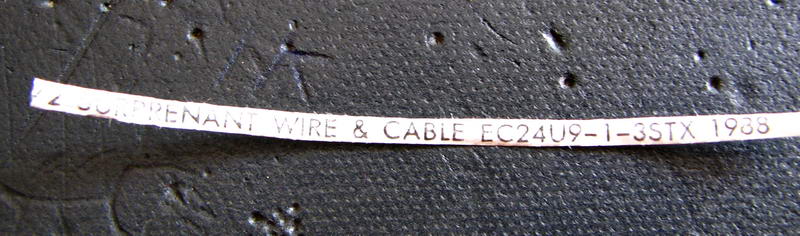 SURPRENANT WIRE & CABLE EC24U9-1-3STX 1988